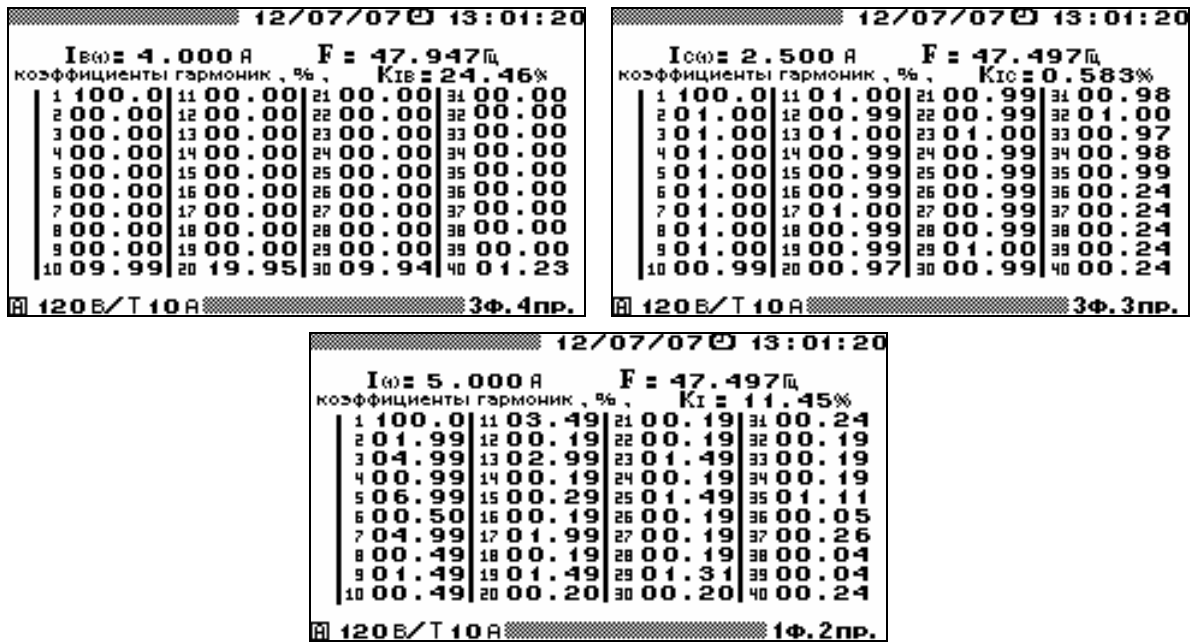 12/07/07 13:01:20
IB(1)= 4.000 А F = 47.947Гц
коэффициенты гармоник , % , KIB = 24.46%
1 100.0 11 00.00 21 00.00 31 00.00
2 00.00 12 00.00 22 00.00 32 00.00
3 00.00 13 00.00 23 00.00 33 00.00
4 00.00 14 00.00 24 00.00 34 00.00
5 00.00 15 00.00 25 00.00 35 00.00
6 00.00 16 00.00 26 00.00 36 00.00
7 00.00 17 00.00 27 00.00 37 00.00
8 00.00 18 00.00 28 00.00 38 00.00
9 00.00 19 00.00 29 00.00 39 00.00
10 09.99 20 19.95 30 09.94 40 01.23
А 120В/Т10А 3ф.4пр.
12/07/07 13:01:20
IC(1)= 2.500 А F = 47.497Гц
коэффициенты гармоник , % , KIC = 0.583%
1 100.0 11 01.00 21 00.99 31 00.98
2 01.00 12 00.99 22 00.99 32 01.00
3 01.00 13 01.00 23 01.00 33 00.97
4 01.00 14 00.99 24 00.99 34 00.98
5 01.00 15 00.99 25 00.99 35 00.99
6 01.00 16 00.99 26 00.99 36 00.24
7 01.00 17 01.00 27 00.99 37 00.24
8 01.00 18 00.99 28 00.99 38 00.24
9 01.00 19 00.99 29 01.00 39 00.24
10 00.99 20 00.97 30 00.99 40 00.24
А 120В/Т10А 3ф.3пр.
12/07/07 13:01:20
I(1)= 5.000 А F = 47.497Гц
коэффициенты гармоник , % , KI = 11.45%
1 100.0 11 03.49 21 00.19 31 00.24
2 01.99 12 00.19 22 00.19 32 00.19
3 04.99 13 02.99 23 01.49 33 00.19
4 00.99 14 00.19 24 00.19 34 00.19
5 06.99 15 00.29 25 01.49 35 01.11
6 00.50 16 00.19 26 00.19 36 00.05
7 04.99 17 01.99 27 00.19 37 00.26
8 00.49 18 00.19 28 00.19 38 00.04
9 01.49 19 01.49 29 01.31 39 00.04
10 00.49 20 00.20 30 00.20 40 00.24
А 120В/Т10А 1ф.2пр.